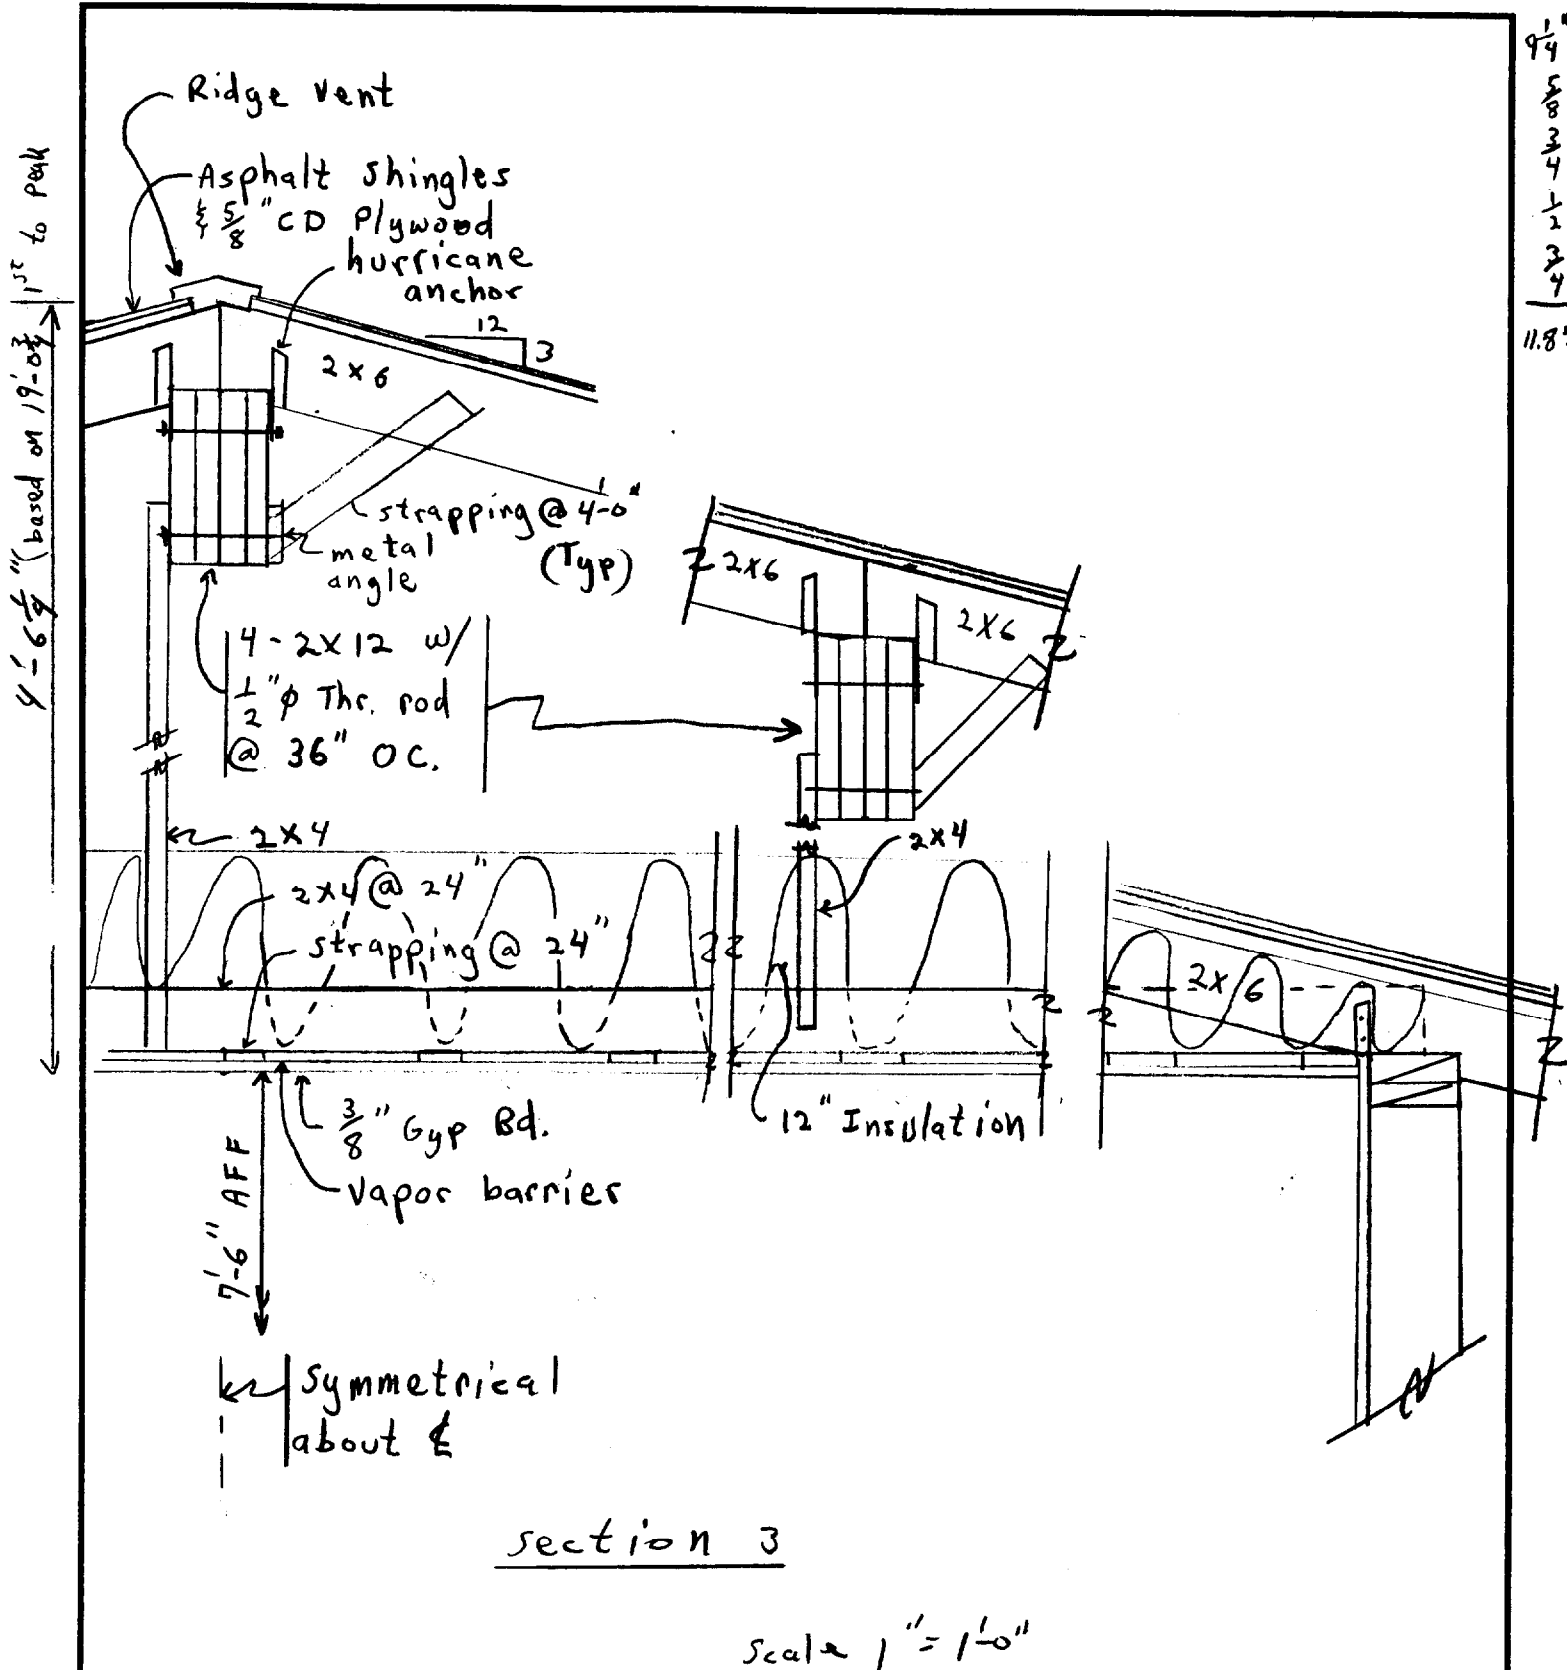 Ridge vent
Asphalt shingles
& 5/8" CD Plywood
hurricane
anchor
12
3
2x6
strapping @ 4'-0"
(Typ)
metal
angle
4-2x12 w/
1/2" φ Thr. rod
@ 36" OC.
2x6
2x6
2x4
2x4
2x4 @ 24"
strapping @ 24"
2x6
12" Insulation
3/8" Gyp Bd.
Vapor barrier
7'-6" AFF
Symmetrical
about ℄
section 3
Scale 1" = 1'-0"
4'-6 1/4" (based on 19'-0 3/4" 1st to peak
9 1/4"
5/8
3/4
1/2
3/4